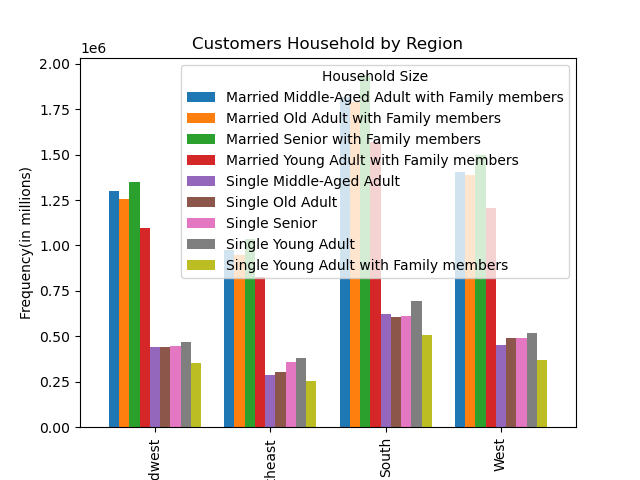 Customers Household by Region
1e6
Household Size
Married Middle-Aged Adult with Family members
Married Old Adult with Family members
Married Senior with Family members
Married Young Adult with Family members
Single Middle-Aged Adult
Single Old Adult
Single Senior
Single Young Adult
Single Young Adult with Family members
Frequency(in millions)
2.00
1.75
1.50
1.25
1.00
0.75
0.50
0.25
0.00
dwest
heast
South
West